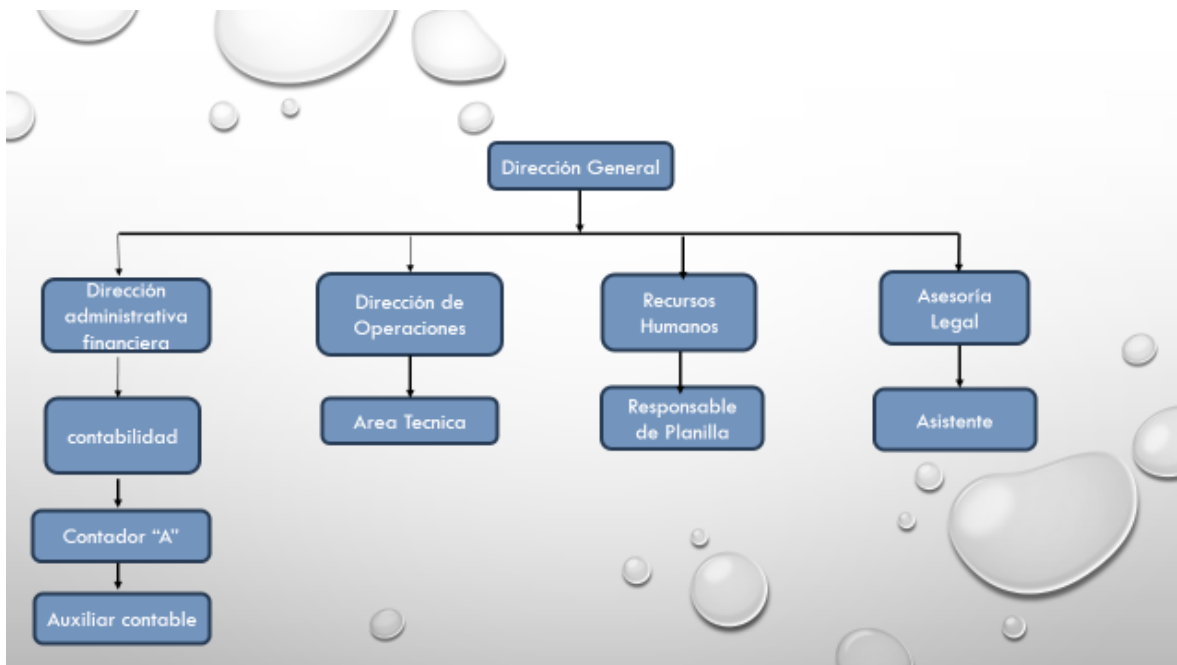 Dirección General
Dirección
administrativa
financiera
Dirección de
Operaciones
Recursos
Humanos
Asesoría
Legal
contabilidad
Area Tecnica
Responsable
de Planilla
Asistente
Contador “A”
Auxiliar contable